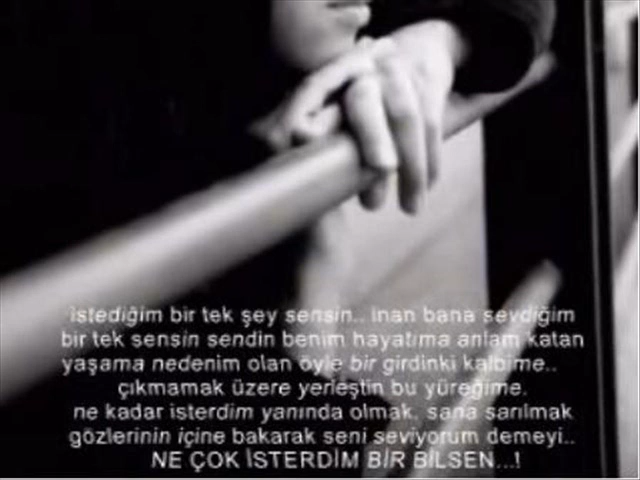 istediğim bir tek şey sensin.. inan bana sevdiğim
bir tek sensin sendin benim hayatıma anlam katan
yaşama nedenim olan öyle bir girdinki kalbime..
çıkmamak üzere yerleştin bu yüreğime.
ne kadar isterdim yanında olmak. sana sarılmak
gözlerinin içine bakarak seni seviyorum demeyi..
NE ÇOK İSTERDİM BİR BİLSEN...!